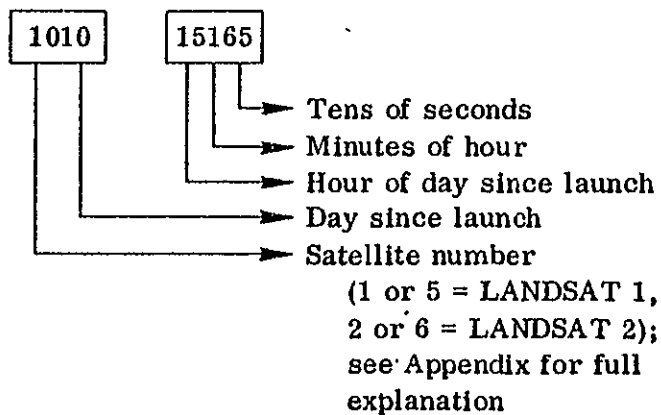 1010 15165
Tens of seconds
Minutes of hour
Hour of day since launch
Day since launch
Satellite number
(1 or 5 = LANDSAT 1,
2 or 6 = LANDSAT 2);
see Appendix for full
explanation